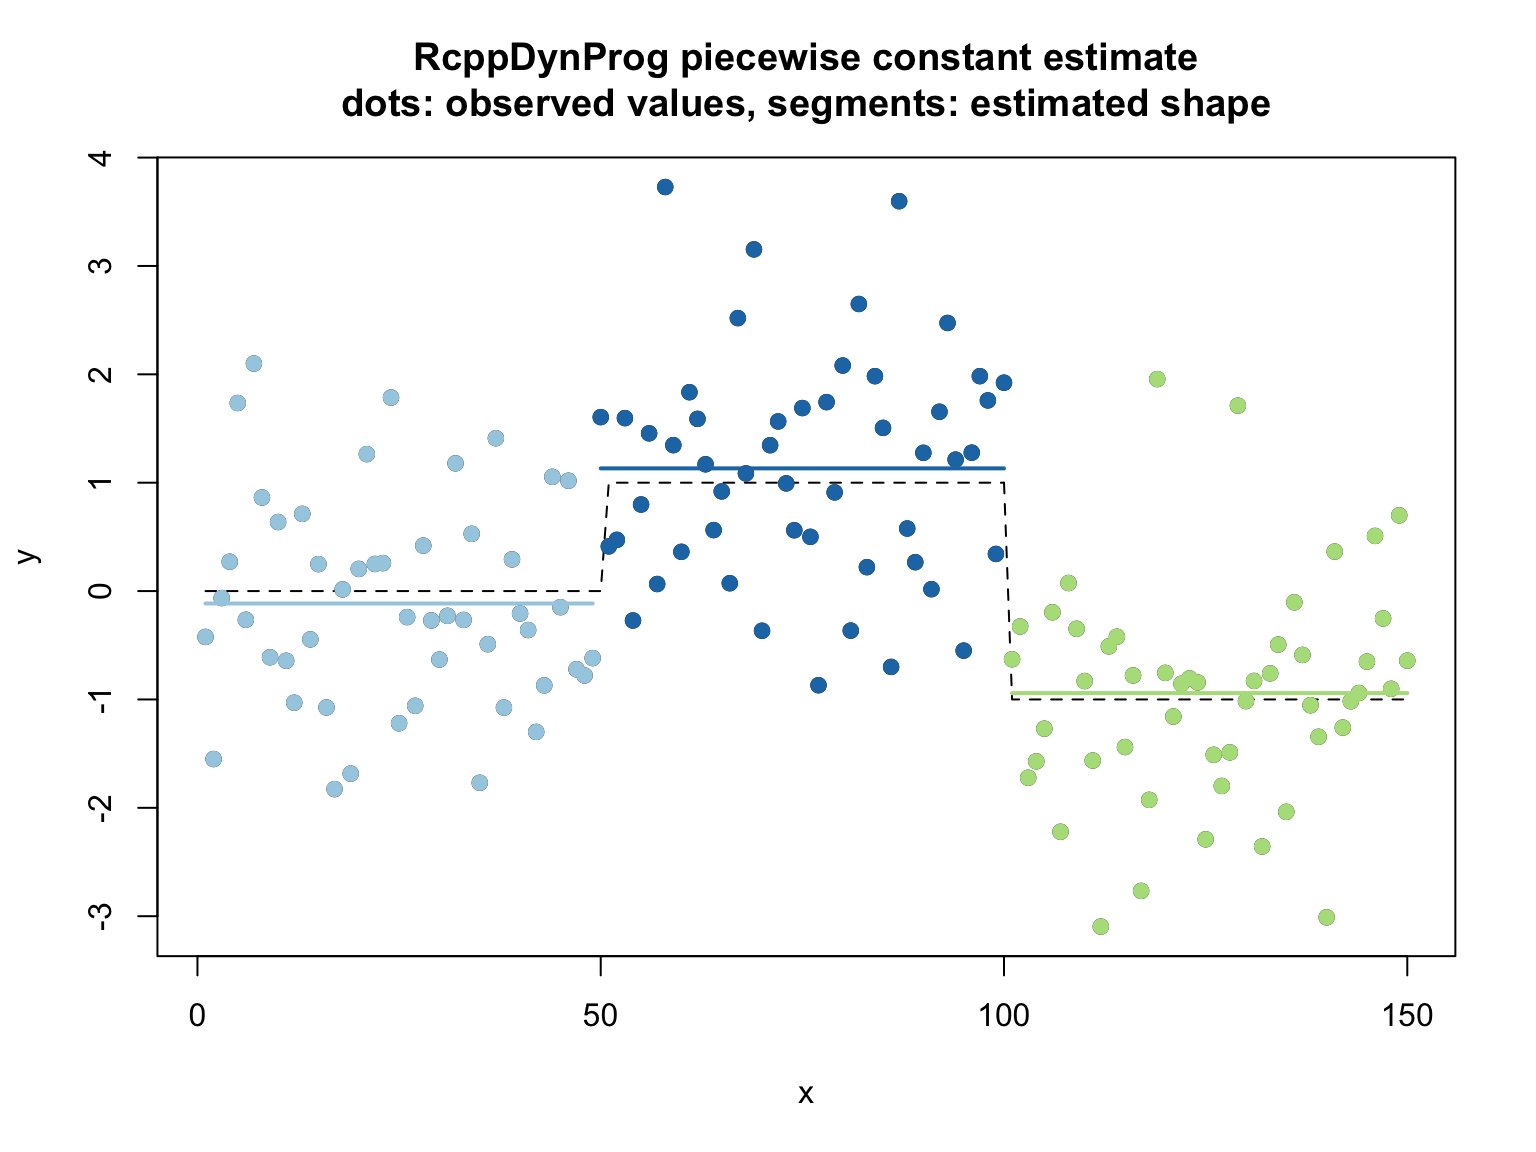 RcppDynProg piecewise constant estimate
dots: observed values, segments: estimated shape
4
3
2
1
0
-1
-2
-3
y
0 50 100 150
x